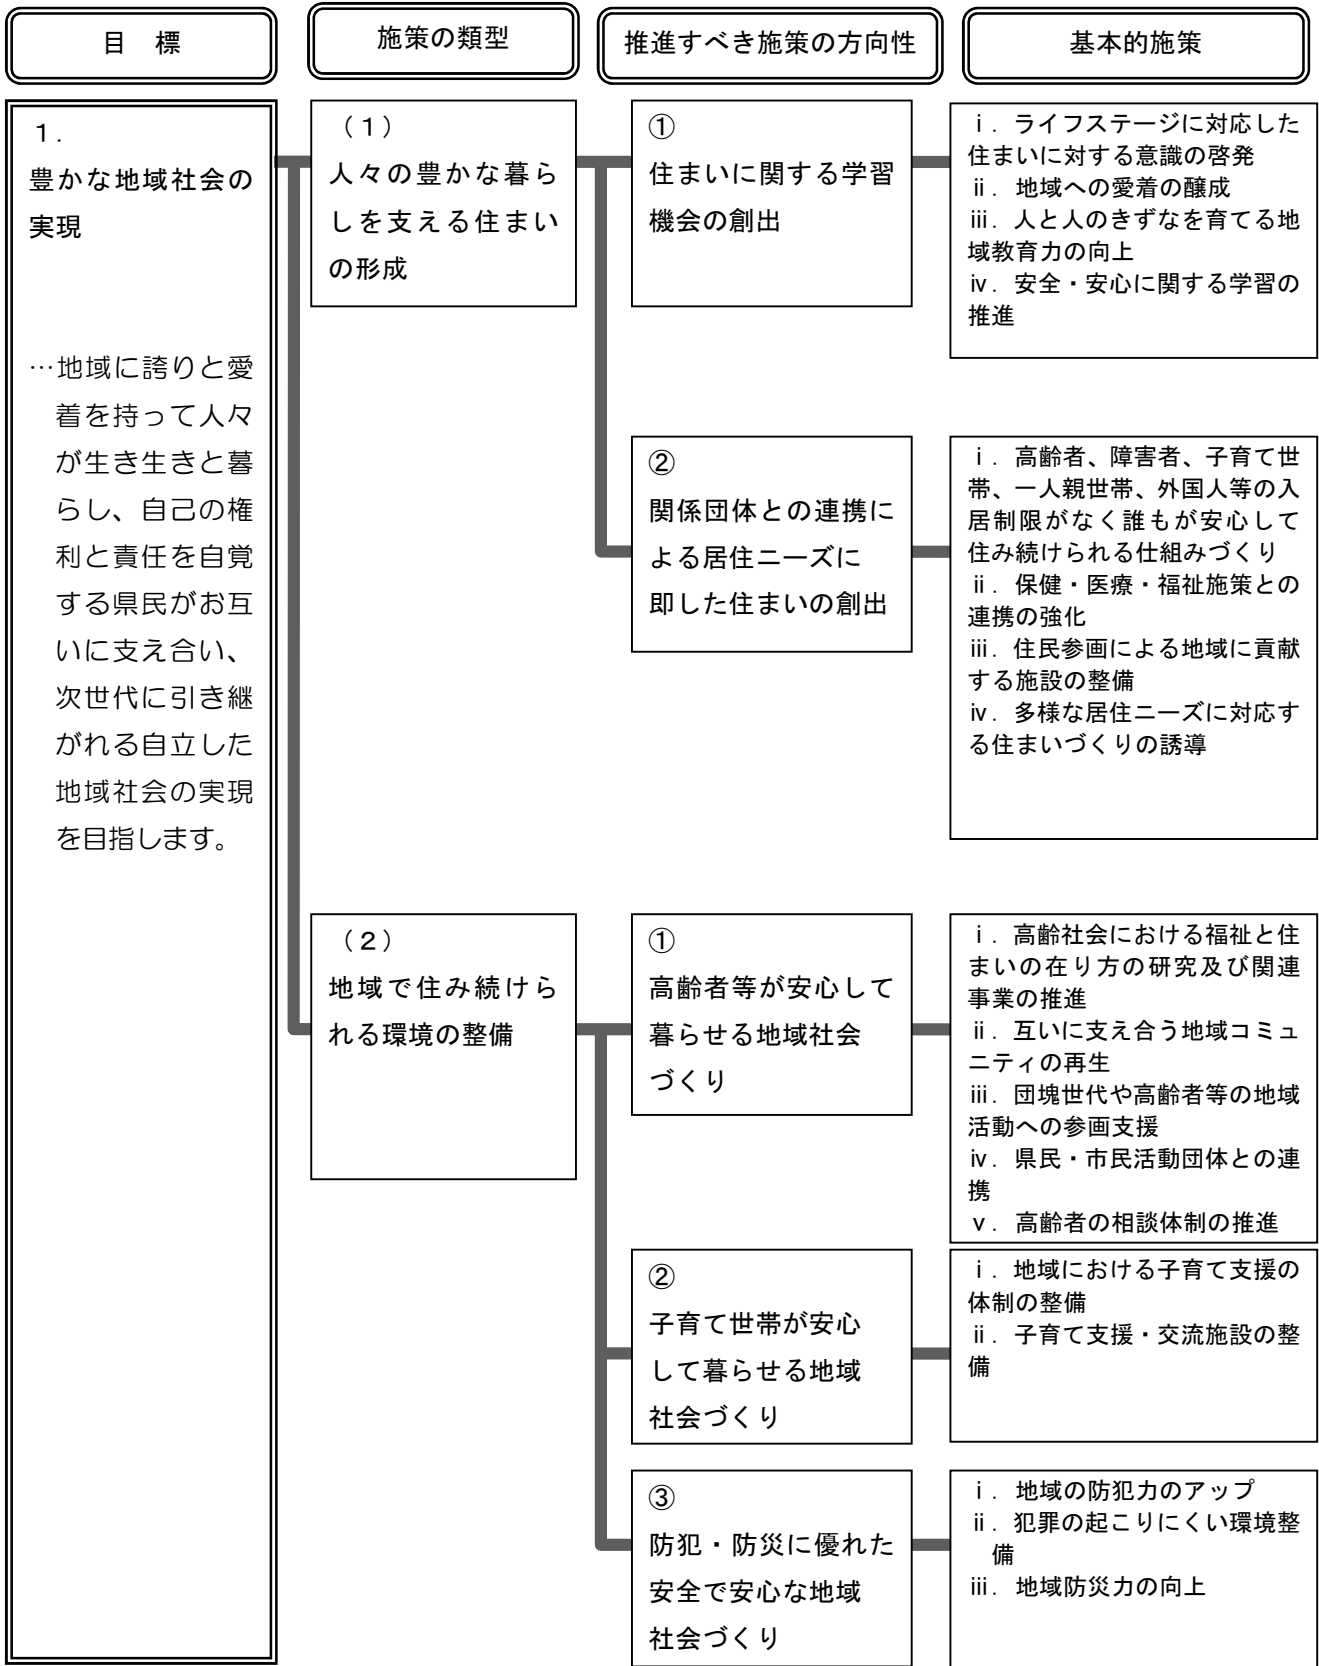 目　標
施策の類型
推進すべき施策の方向性
基本的施策
１．
豊かな地域社会の
実現
…地域に誇りと愛
着を持って人々
が生き生きと暮
らし、自己の権
利と責任を自覚
する県民がお互
いに支え合い、
次世代に引き継
がれる自立した
地域社会の実現
を目指します。
（１）
人々の豊かな暮ら
しを支える住まい
の形成
①
住まいに関する学習
機会の創出
ⅰ．ライフステージに対応した
住まいに対する意識の啓発
ⅱ．地域への愛着の醸成
ⅲ．人と人のきずなを育てる地
域教育力の向上
ⅳ．安全・安心に関する学習の
推進
②
関係団体との連携に
よる居住ニーズに
即した住まいの創出
ⅰ．高齢者、障害者、子育て世
帯、一人親世帯、外国人等の入
居制限がなく誰もが安心して
住み続けられる仕組みづくり
ⅱ．保健・医療・福祉施策との
連携の強化
ⅲ．住民参画による地域に貢献
する施設の整備
ⅳ．多様な居住ニーズに対応す
る住まいづくりの誘導
（２）
地域で住み続けら
れる環境の整備
①
高齢者等が安心して
暮らせる地域社会
づくり
ⅰ．高齢社会における福祉と住
まいの在り方の研究及び関連
事業の推進
ⅱ．互いに支え合う地域コミュ
ニティの再生
ⅲ．団塊世代や高齢者等の地域
活動への参画支援
ⅳ．県民・市民活動団体との連
携
ⅴ．高齢者の相談体制の推進
②
子育て世帯が安心
して暮らせる地域
社会づくり
ⅰ．地域における子育て支援の
体制の整備
ⅱ．子育て支援・交流施設の整
備
③
防犯・防災に優れた
安全で安心な地域
社会づくり
ⅰ．地域の防犯力のアップ
ⅱ．犯罪の起こりにくい環境整
備
ⅲ．地域防災力の向上